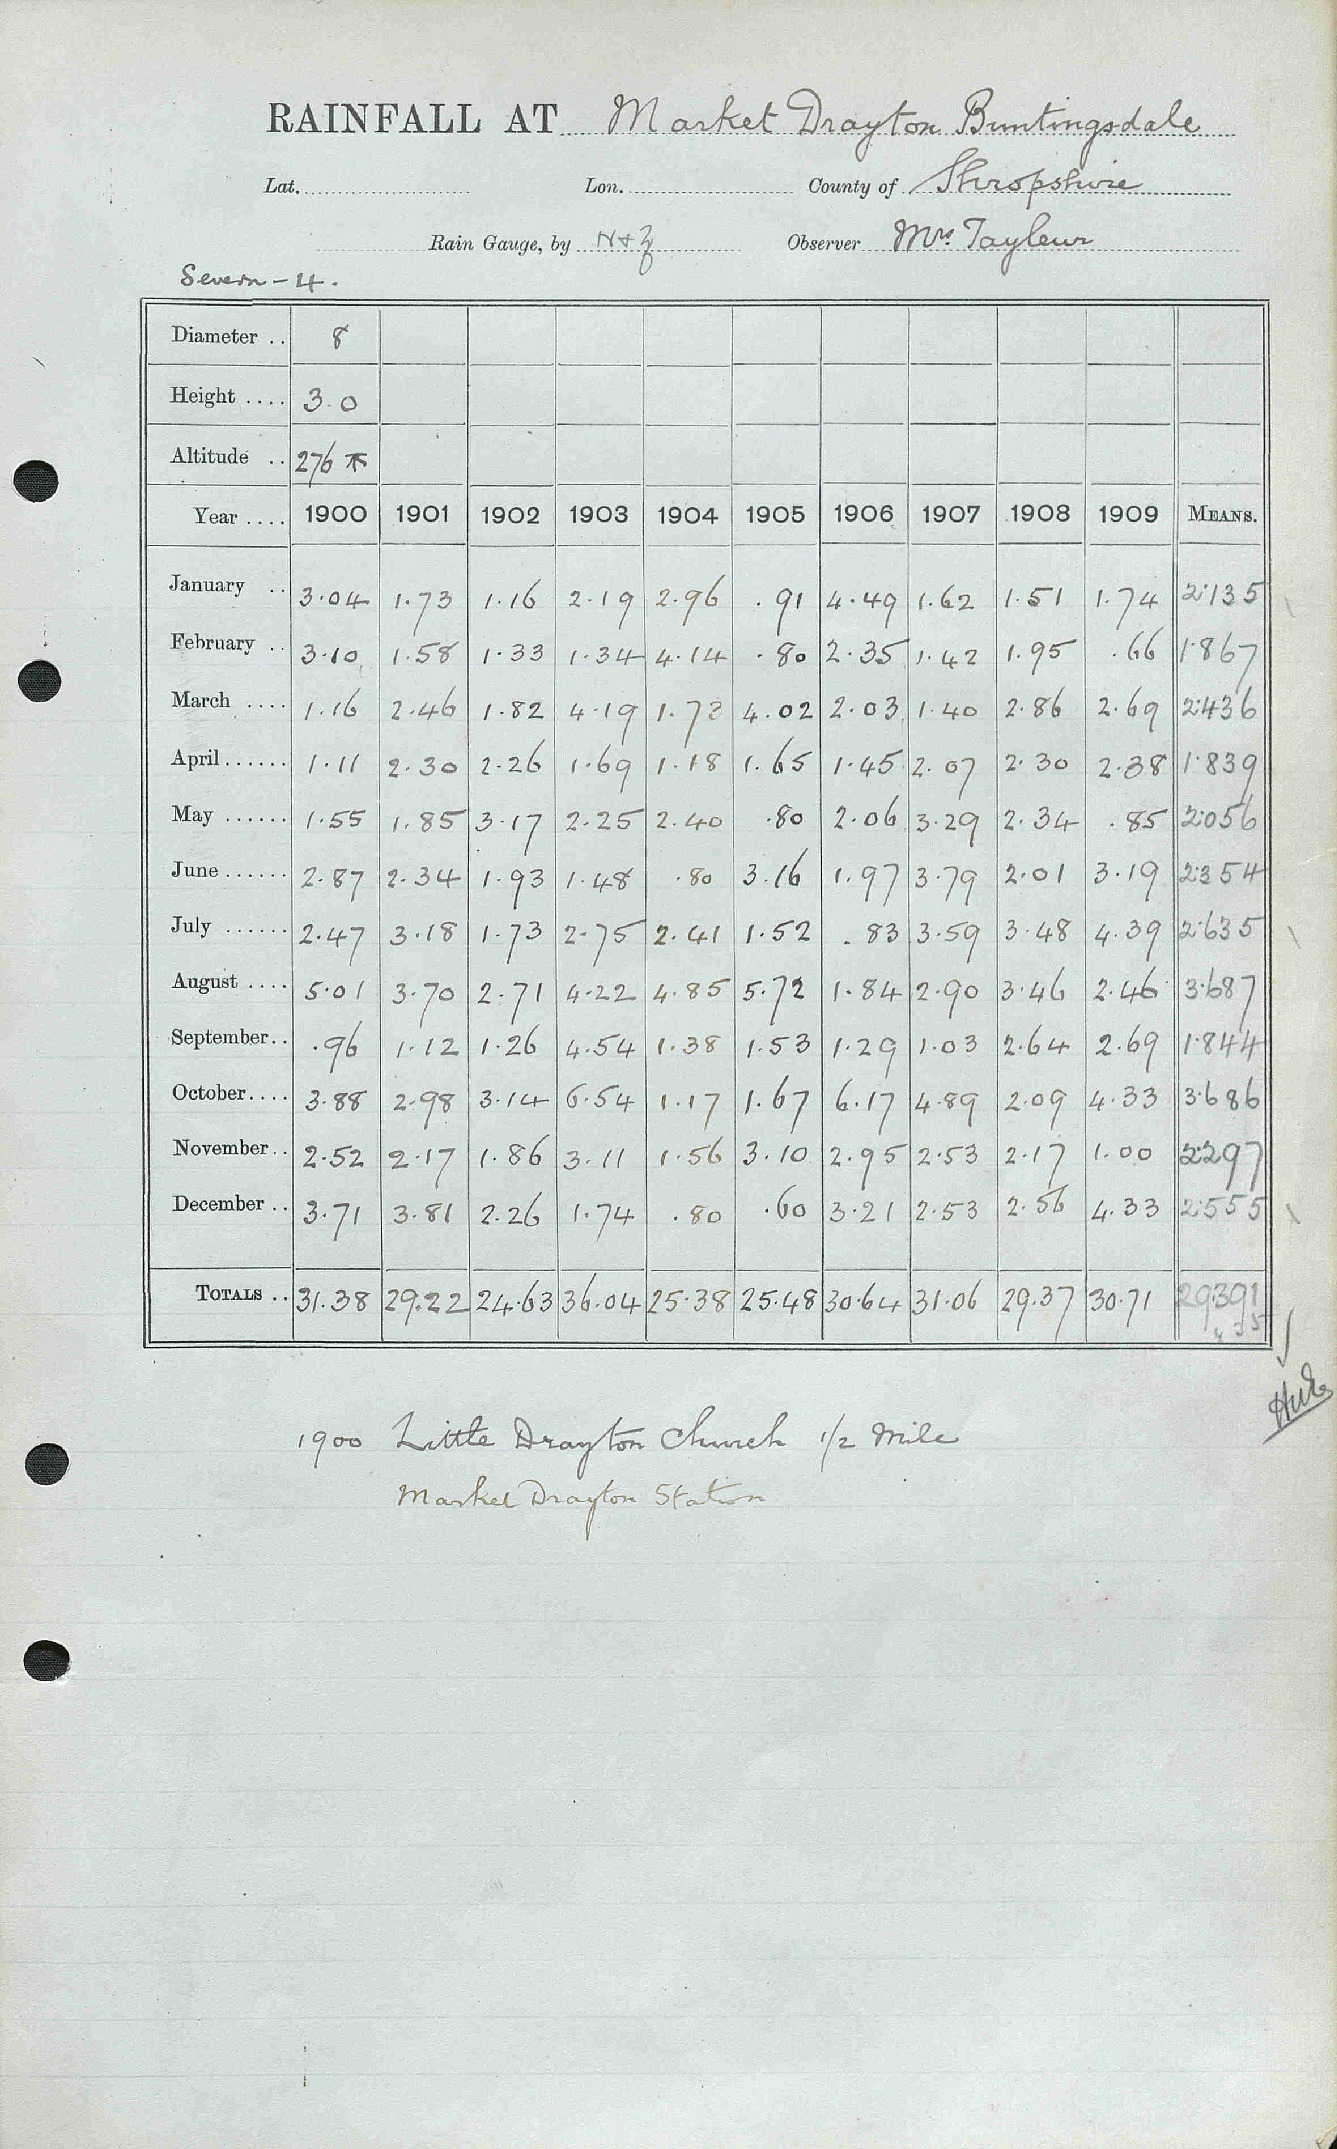 RAINFALL AT Market Drayton Buntingsdale
Lat. Lon. County of Shropshire
Rain Gauge, by N+Z Observer Mrs Tayleur
Severn - 4.
Diameter .. 8
Height .... 3.0
Altitude .. 276
Year .... 1900 1901 1902 1903 1904 1905 1906 1907 1908 1909 MEANS.
January .. 3.04 1.73 1.16 2.19 2.96 .91 4.49 1.62 1.51 1.74 2.135
February .. 3.10 1.58 1.33 1.34 4.14 .80 2.35 1.42 1.95 .66 1.867
March .... 1.16 2.46 1.82 4.19 1.73 4.02 2.03 1.40 2.86 2.69 2.436
April ...... 1.11 2.30 2.26 1.69 1.18 1.65 1.45 2.07 2.30 2.38 1.839
May ...... 1.55 1.85 3.17 2.25 2.40 .80 2.06 3.29 2.34 .85 2.056
June ...... 2.87 2.34 1.93 1.48 .80 3.16 1.97 3.79 2.01 3.19 2.354
July ...... 2.47 3.18 1.73 2.75 2.41 1.52 .83 3.59 3.48 4.39 2.635
August .... 5.01 3.70 2.71 4.22 4.85 5.72 1.84 2.90 3.46 2.46 3.687
September .. .96 1.12 1.26 4.54 1.38 1.53 1.29 1.03 2.64 2.69 1.844
October .... 3.88 2.98 3.14 6.54 1.17 1.67 6.17 4.89 2.09 4.33 3.686
November .. 2.52 2.17 1.86 3.11 1.56 3.10 2.95 2.53 2.17 1.00 2.297
December .. 3.71 3.81 2.26 1.74 .80 .60 3.21 2.53 2.56 4.33 2.555
TOTALS .. 31.38 29.22 24.63 36.04 25.38 25.48 30.64 31.06 29.37 30.71 29.391
1900 Little Drayton Church 1/2 Mile
Market Drayton Station